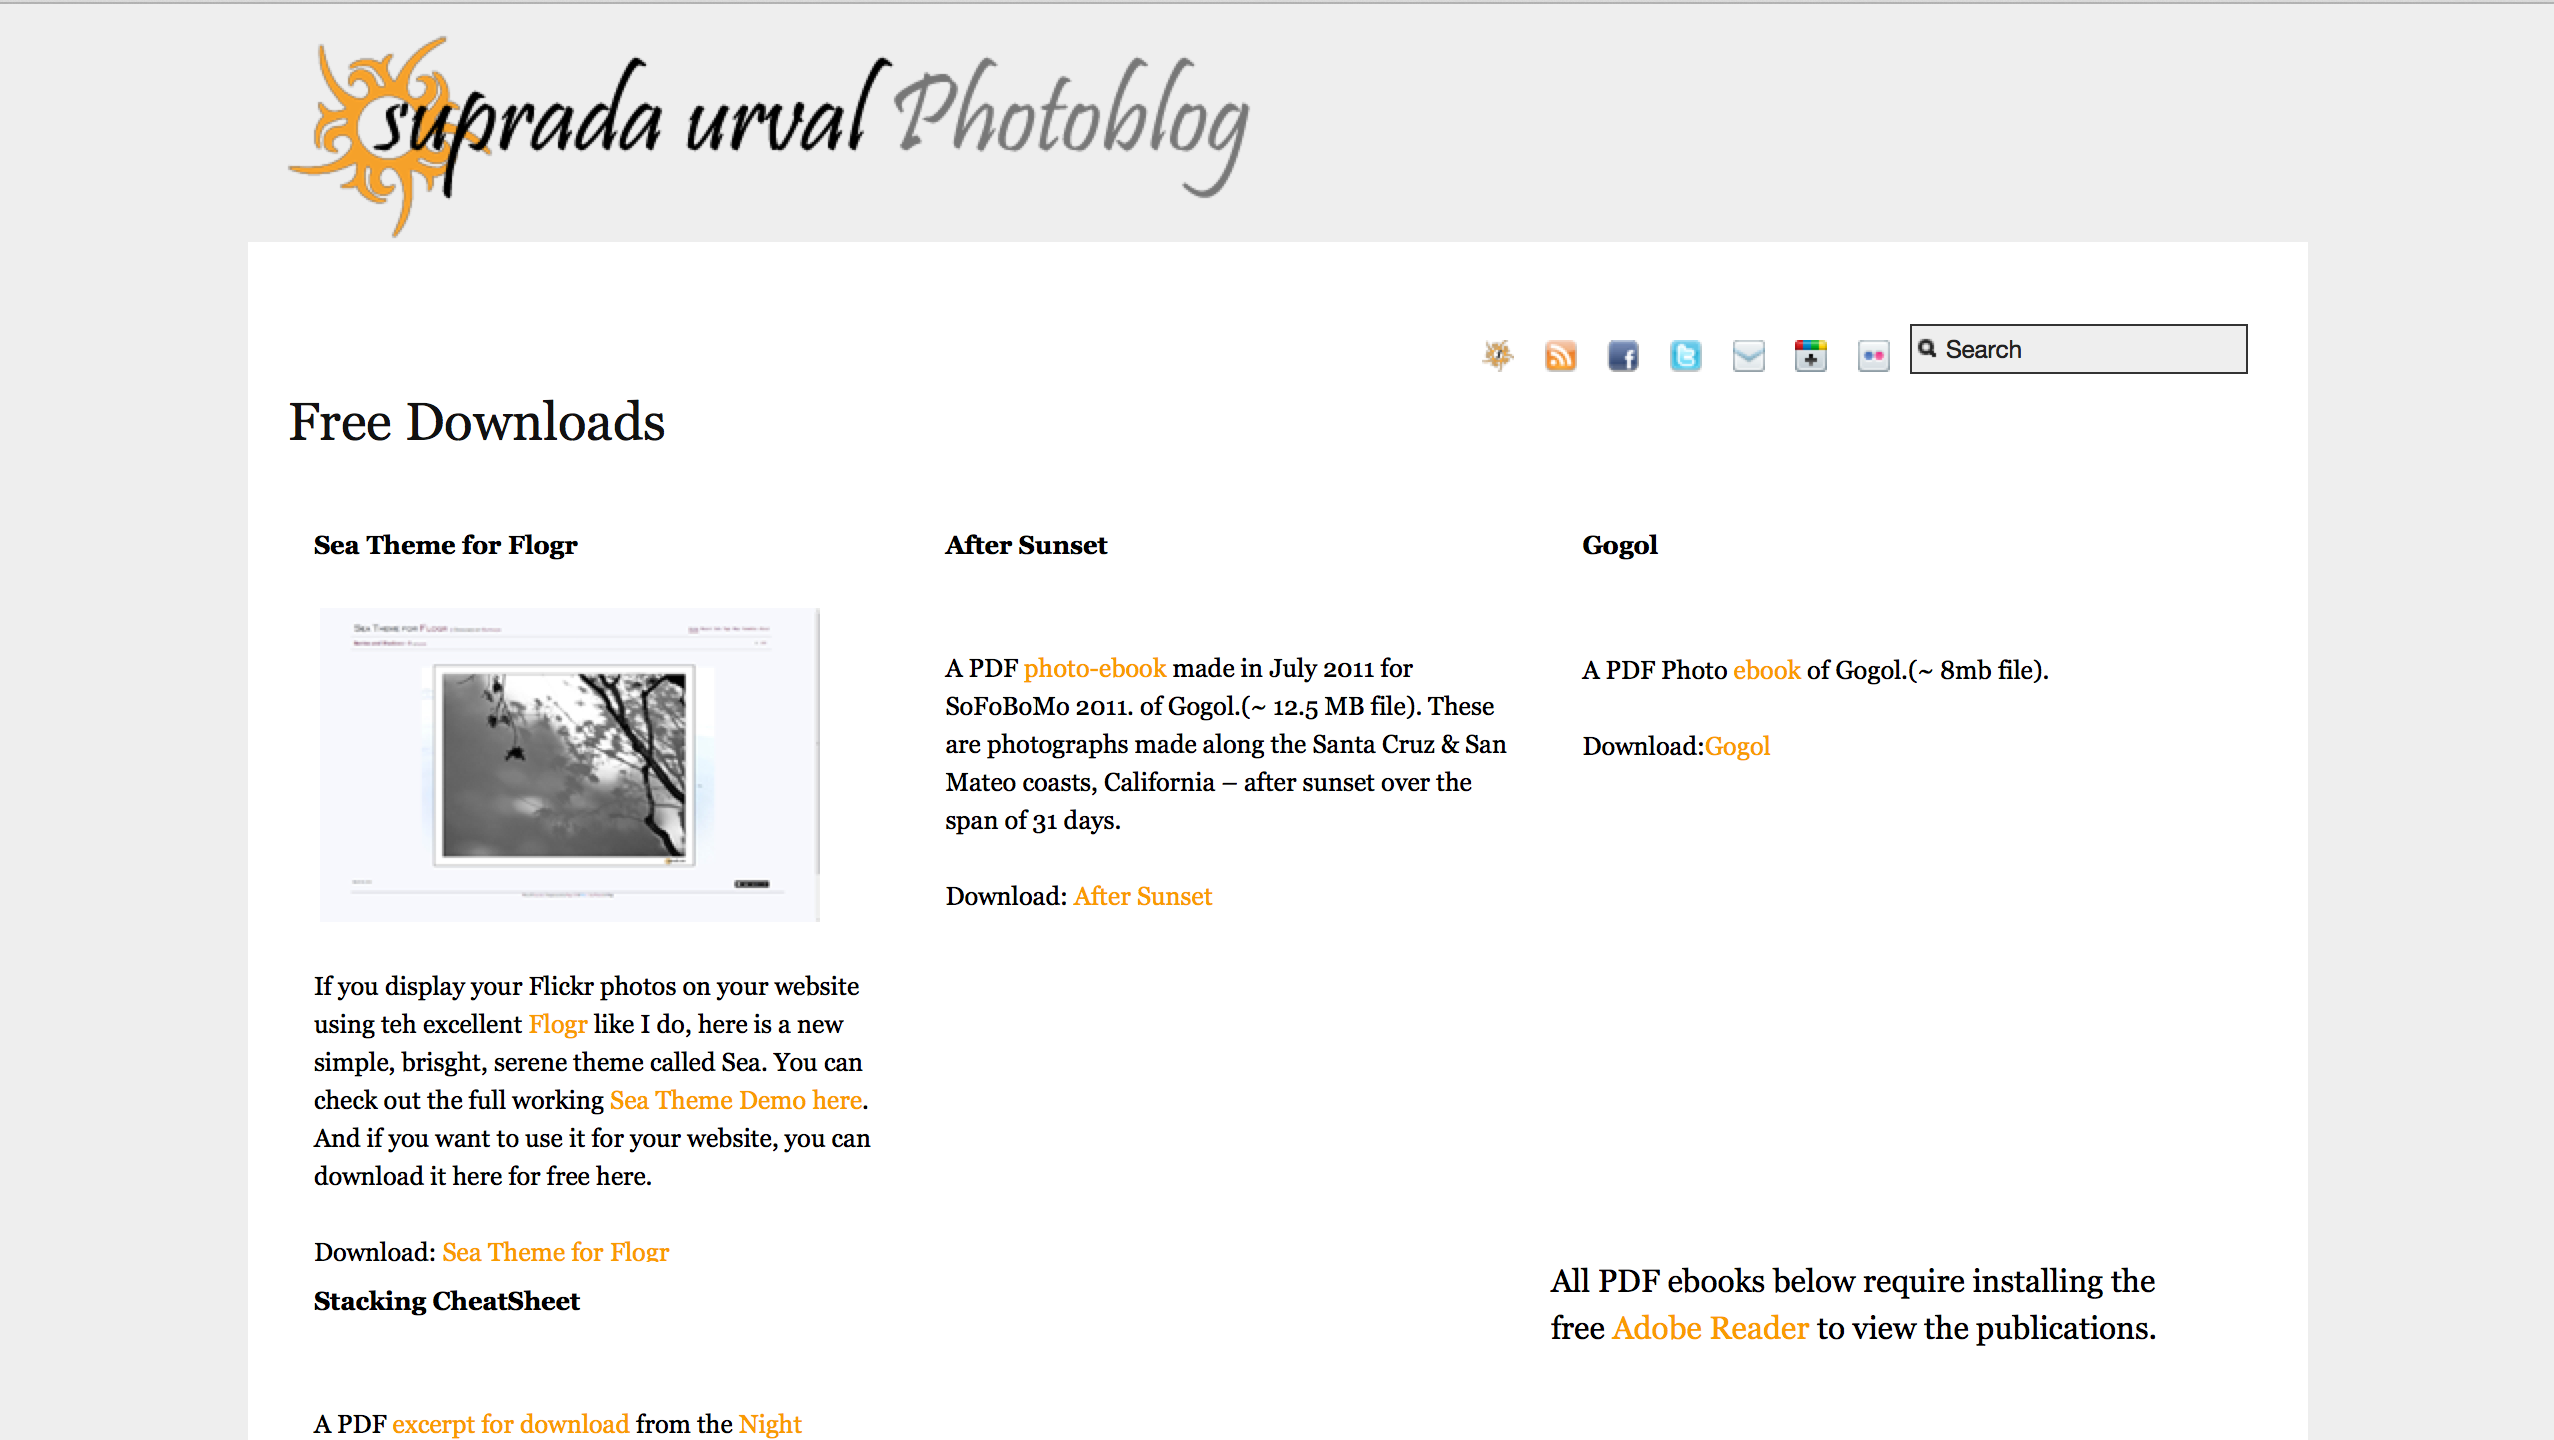 suprada urval Photoblog
Search
Free Downloads
Sea Theme for Flogr
SEA THEME FOR FLOGR
If you display your Flickr photos on your website
using teh excellent Flogr like I do, here is a new
simple, brisght, serene theme called Sea. You can
check out the full working Sea Theme Demo here.
And if you want to use it for your website, you can
download it here for free here.
Download: Sea Theme for Flogr
After Sunset
A PDF photo-ebook made in July 2011 for
SoFoBoMo 2011. of Gogol.(~ 12.5 MB file). These
are photographs made along the Santa Cruz & San
Mateo coasts, California – after sunset over the
span of 31 days.
Download: After Sunset
Gogol
A PDF Photo ebook of Gogol.(~ 8mb file).
Download:Gogol
Stacking CheatSheet
A PDF excerpt for download from the Night
All PDF ebooks below require installing the
free Adobe Reader to view the publications.